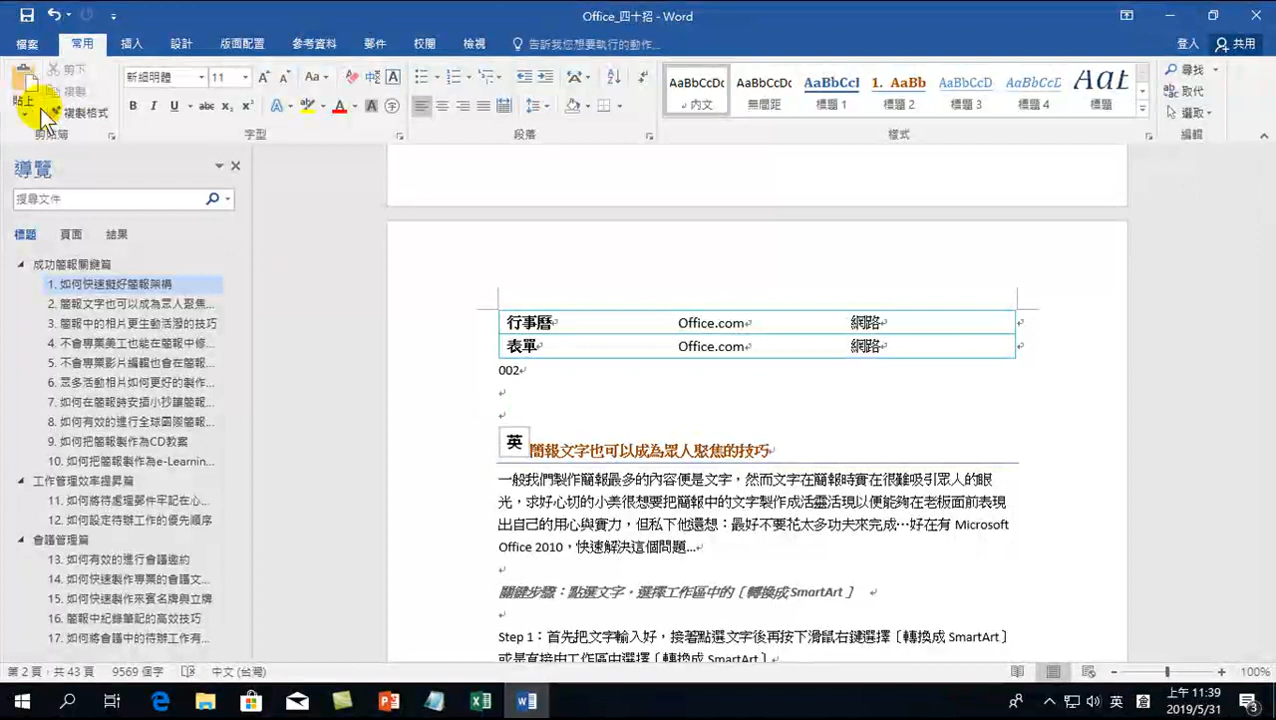 Office_四十招 - Word
檔案 常用 插入 設計 版面配置 參考資料 郵件 校閱 檢視 告訴我您想要執行的動作... 登入 共用
貼上 剪下 複製 複製格式
新細明體 11
AaBbCcDc AaBbCcDc AaBbCcI 1. AaBb AaBbCcD AaBbCcL AaE
內文 無間距 標題 1 標題 2 標題 3 標題 4 標題
尋找 取代 選取
剪貼簿 字型 段落 樣式 編輯
導覽
搜尋文件
標題 頁面 結果
成功簡報關鍵篇
1. 如何快速擬好簡報架構
2. 簡報文字也可以成為眾人聚焦...
3. 簡報中的相片更生動活潑的技巧
4. 不會專業美工也能在簡報中修...
5. 不會專業影片編輯也會在簡報...
6. 眾多活動相片如何更好的製作...
7. 如何在簡報時安插小抄讓簡報...
8. 如何有效的進行全球國際簡報...
9. 如何把簡報製作為CD教案
10. 如何把簡報製作為e-Learnin...
工作管理效率提昇篇
11. 如何將待處理郵件牢記在心...
12. 如何設定待辦工作的優先順序
會議管理篇
13. 如何有效的進行會議邀約
14. 如何快速製作專業的會議文...
15. 如何快速製作來賓名牌與立牌
16. 簡報中紀錄筆記的高效技巧
17. 如何將會議中的待辦工作有...
行事曆 Office.com 網路
表單 Office.com 網路
002
英
簡報文字也可以成為眾人聚焦的技巧
一般我們製作簡報最多的內容便是文字，然而文字在簡報時實在很難吸引眾人的眼
光，求好心切的小美很想要把簡報中的文字製作成活靈活現以便能夠在老板面前表現
出自己的用心與實力，但私下他還想：最好不要花太多功夫來完成…好在有 Microsoft
Office 2010，快速解決這個問題...
關鍵步驟：點選文字，選擇工作區中的〔轉換成 SmartArt〕
Step 1：首先把文字輸入好，接著點選文字後再按下滑鼠右鍵選擇〔轉換成 SmartArt〕
或是直接由工作區中選擇〔轉換成 SmartArt〕
第 2 頁，共 43 頁 9569 個字 中文 (台灣) 100%
英 上午 11:39
2019/5/31
3